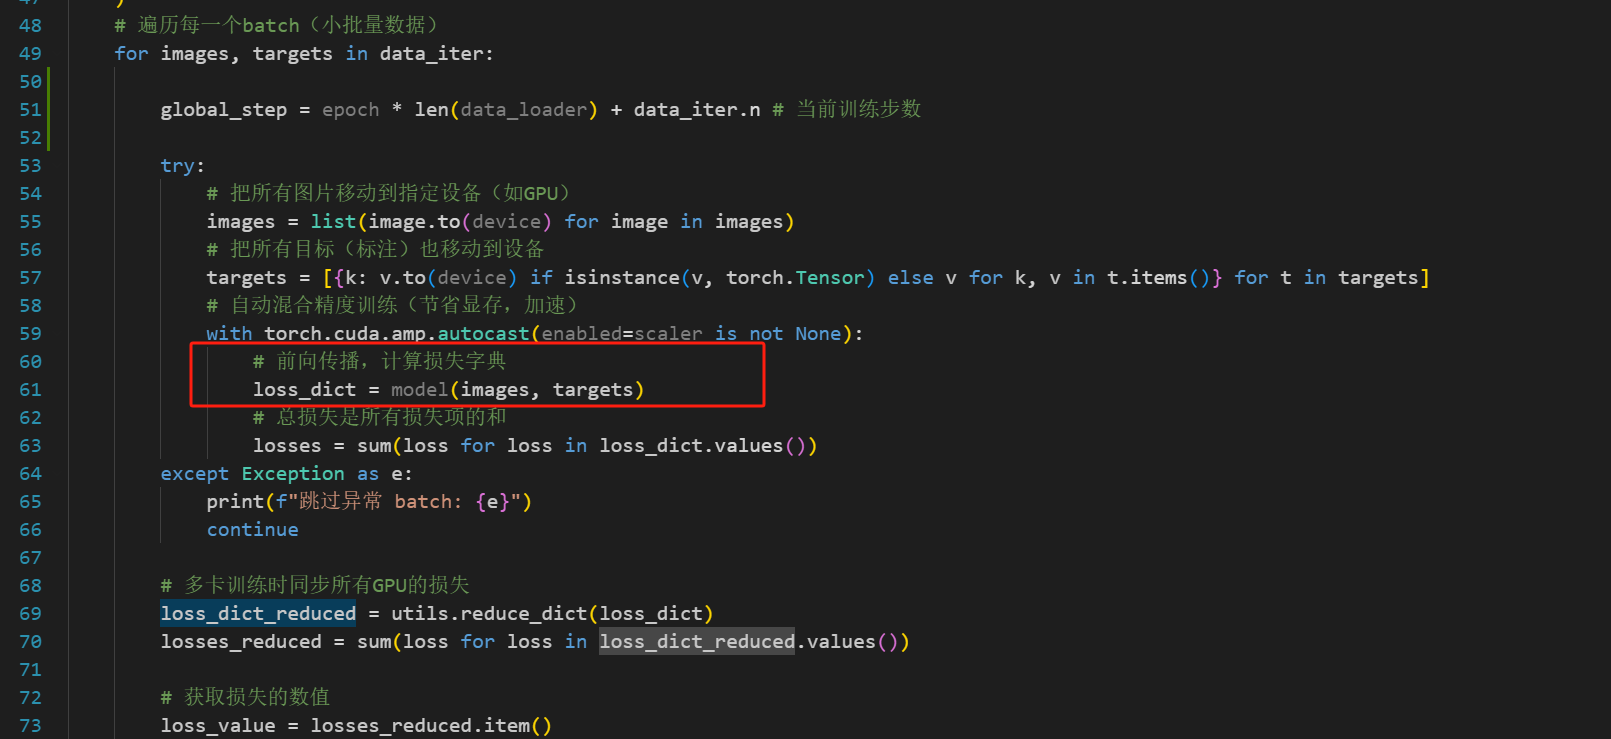 47 )
48 # 遍历每一个batch（小批量数据）
49 for images, targets in data_iter:
50
51 global_step = epoch * len(data_loader) + data_iter.n # 当前训练步数
52
53 try:
54 # 把所有图片移动到指定设备（如GPU）
55 images = list(image.to(device) for image in images)
56 # 把所有目标（标注）也移动到设备
57 targets = [{k: v.to(device) if isinstance(v, torch.Tensor) else v for k, v in t.items()} for t in targets]
58 # 自动混合精度训练（节省显存，加速）
59 with torch.cuda.amp.autocast(enabled=scaler is not None):
60 # 前向传播，计算损失字典
61 loss_dict = model(images, targets)
62 # 总损失是所有损失项的和
63 losses = sum(loss for loss in loss_dict.values())
64 except Exception as e:
65 print(f"跳过异常 batch: {e}")
66 continue
67
68 # 多卡训练时同步所有GPU的损失
69 loss_dict_reduced = utils.reduce_dict(loss_dict)
70 losses_reduced = sum(loss for loss in loss_dict_reduced.values())
71
72 # 获取损失的数值
73 loss_value = losses_reduced.item()